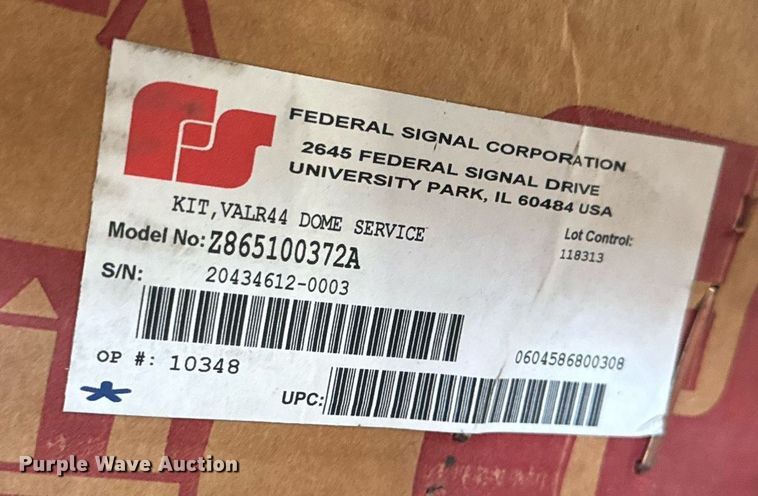 FS
FEDERAL SIGNAL CORPORATION
2645 FEDERAL SIGNAL DRIVE
UNIVERSITY PARK, IL 60484 USA
KIT,VALR44 DOME SERVICE
Lot Control:
118313
Model No: Z865100372A
S/N: 20434612-0003
OP #: 10348
0604586800308
UPC:
Purple Wave Auction